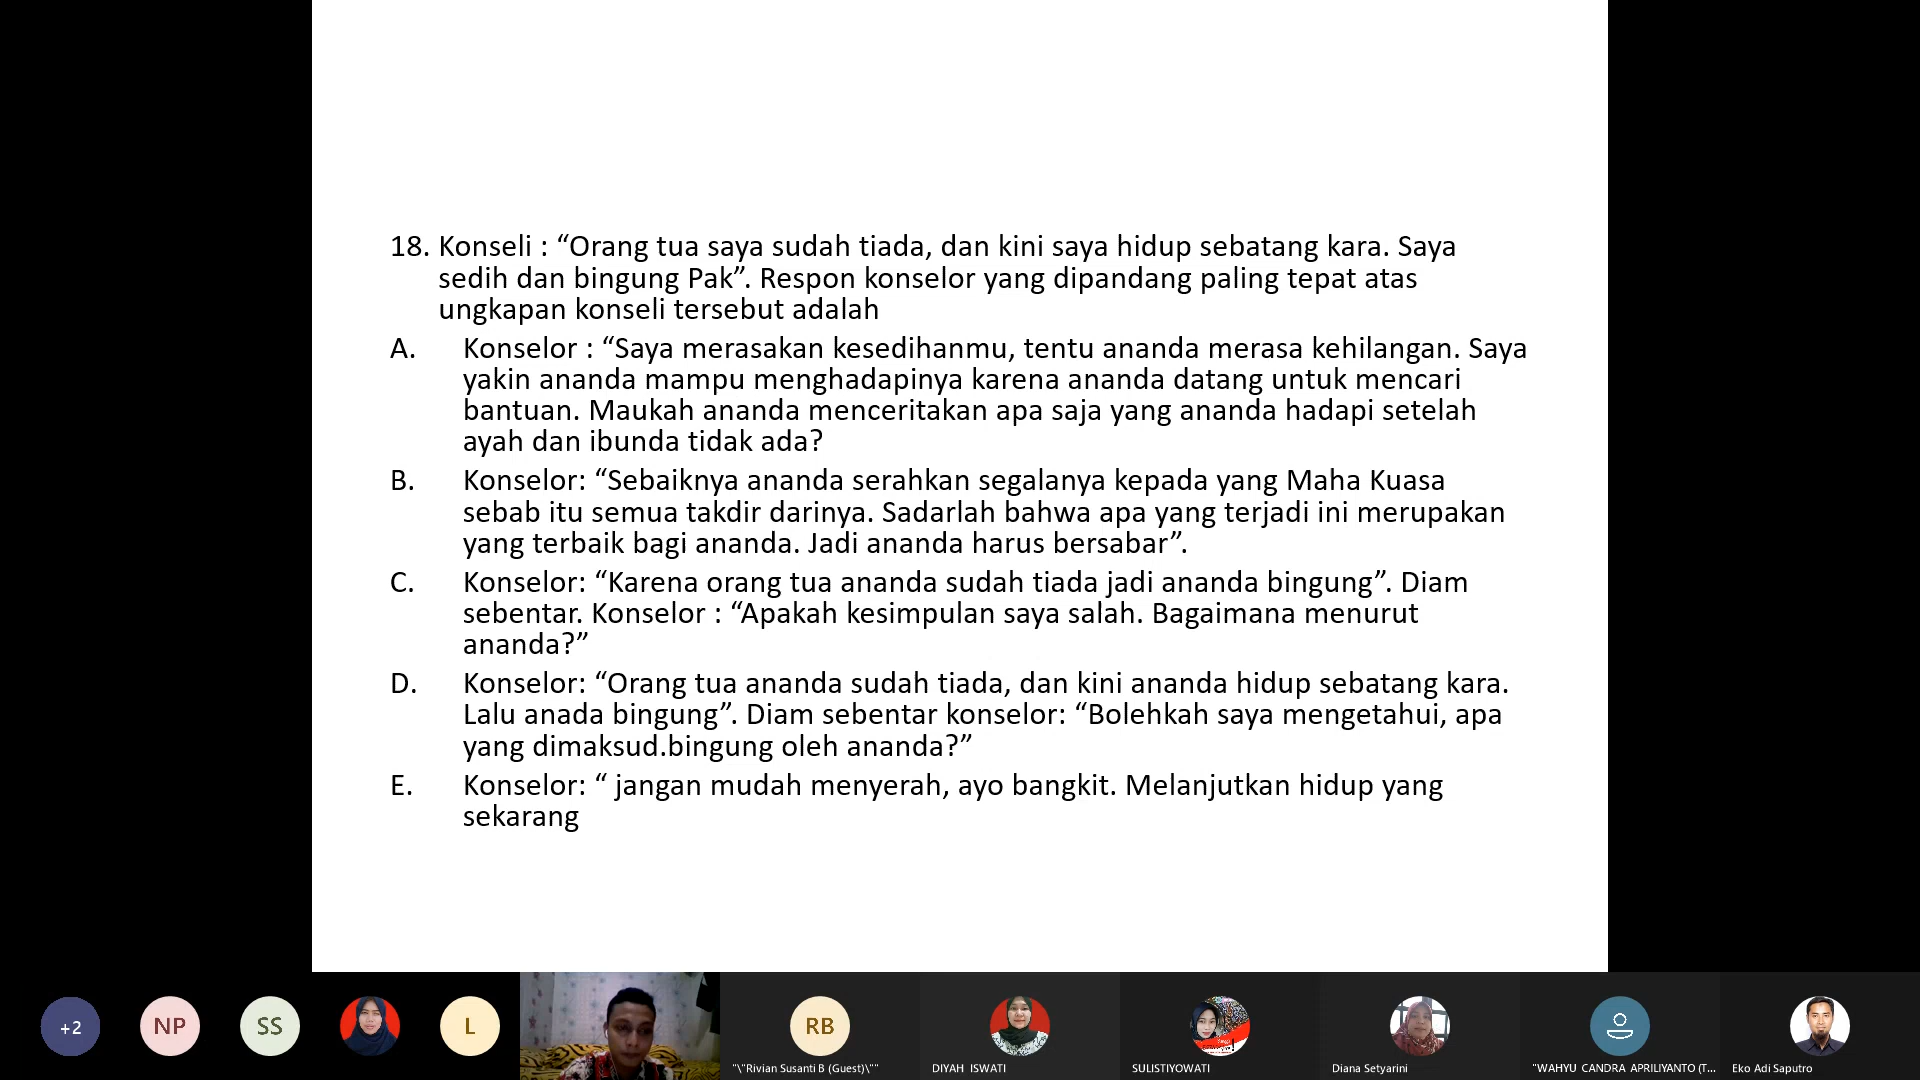 18. Konseli : “Orang tua saya sudah tiada, dan kini saya hidup sebatang kara. Saya
sedih dan bingung Pak”. Respon konselor yang dipandang paling tepat atas
ungkapan konseli tersebut adalah
A. Konselor : “Saya merasakan kesedihanmu, tentu ananda merasa kehilangan. Saya
yakin ananda mampu menghadapinya karena ananda datang untuk mencari
bantuan. Maukah ananda menceritakan apa saja yang ananda hadapi setelah
ayah dan ibunda tidak ada?
B. Konselor: “Sebaiknya ananda serahkan segalanya kepada yang Maha Kuasa
sebab itu semua takdir darinya. Sadarlah bahwa apa yang terjadi ini merupakan
yang terbaik bagi ananda. Jadi ananda harus bersabar”.
C. Konselor: “Karena orang tua ananda sudah tiada jadi ananda bingung”. Diam
sebentar. Konselor : “Apakah kesimpulan saya salah. Bagaimana menurut
ananda?”
D. Konselor: “Orang tua ananda sudah tiada, dan kini ananda hidup sebatang kara.
Lalu anada bingung”. Diam sebentar konselor: “Bolehkah saya mengetahui, apa
yang dimaksud.bingung oleh ananda?”
E. Konselor: “ jangan mudah menyerah, ayo bangkit. Melanjutkan hidup yang
sekarang
+2
NP
SS
L
RB
"\"Rivian Susanti B (Guest)\""
DIYAH ISWATI
SULISTIYOWATI
Diana Setyarini
"WAHYU CANDRA APRILIYANTO (T...
Eko Adi Saputro